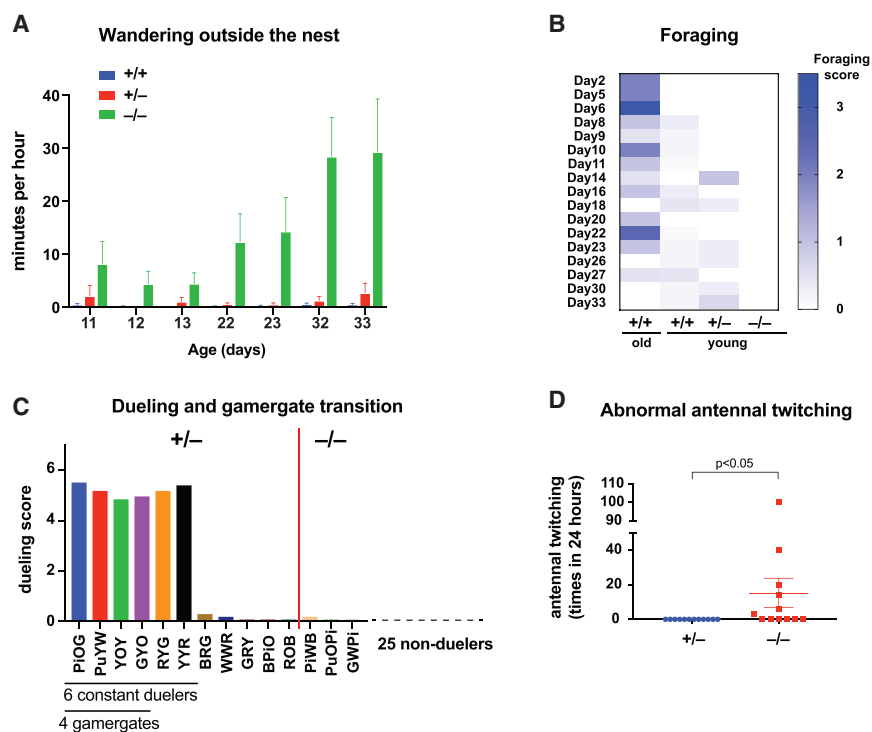 A
Wandering outside the nest
+/+
+/–
–/–
minutes per hour
40
30
20
10
0
11 12 13 22 23 32 33
Age (days)
B
Foraging
Foraging
score
Day2
Day5
Day6
Day8
Day9
Day10
Day11
Day14
Day16
Day18
Day20
Day22
Day23
Day26
Day27
Day30
Day33
3
2
1
0
+/+ +/+ +/– –/–
old young
C
Dueling and gamergate transition
+/– –/–
dueling score
6
4
2
0
PiOG PuYW YOY GYO RYG YYR BRG WWR GRY BPiO ROB PiWB PuOPi GWPi
25 non-duelers
6 constant duelers
4 gamergates
D
Abnormal antennal twitching
p<0.05
antennal twitching
(times in 24 hours)
110
100
90
40
20
0
+/– –/–